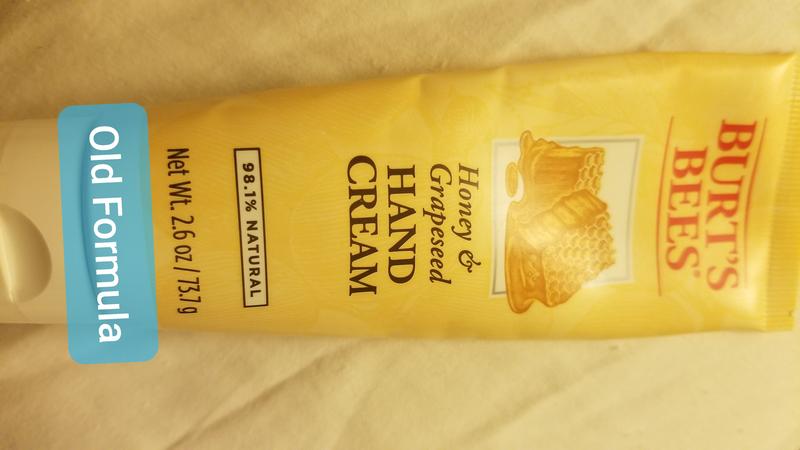 BURT'S
BEES®
Honey &
Grapeseed
HAND
CREAM
98.1% NATURAL
Net Wt. 2.6 oz / 73.7 g
Old Formula